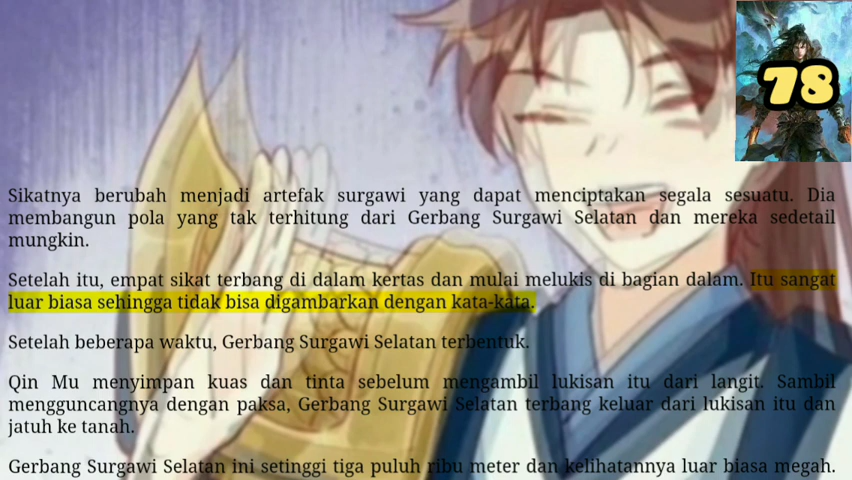 78
Sikatnya berubah menjadi artefak surgawi yang dapat menciptakan segala sesuatu. Dia
membangun pola yang tak terhitung dari Gerbang Surgawi Selatan dan mereka sedetail
mungkin.
Setelah itu, empat sikat terbang di dalam kertas dan mulai melukis di bagian dalam. Itu sangat
luar biasa sehingga tidak bisa digambarkan dengan kata-kata.
Setelah beberapa waktu, Gerbang Surgawi Selatan terbentuk.
Qin Mu menyimpan kuas dan tinta sebelum mengambil lukisan itu dari langit. Sambil
mengguncangnya dengan paksa, Gerbang Surgawi Selatan terbang keluar dari lukisan itu dan
jatuh ke tanah.
Gerbang Surgawi Selatan ini setinggi tiga puluh ribu meter dan kelihatannya luar biasa megah.